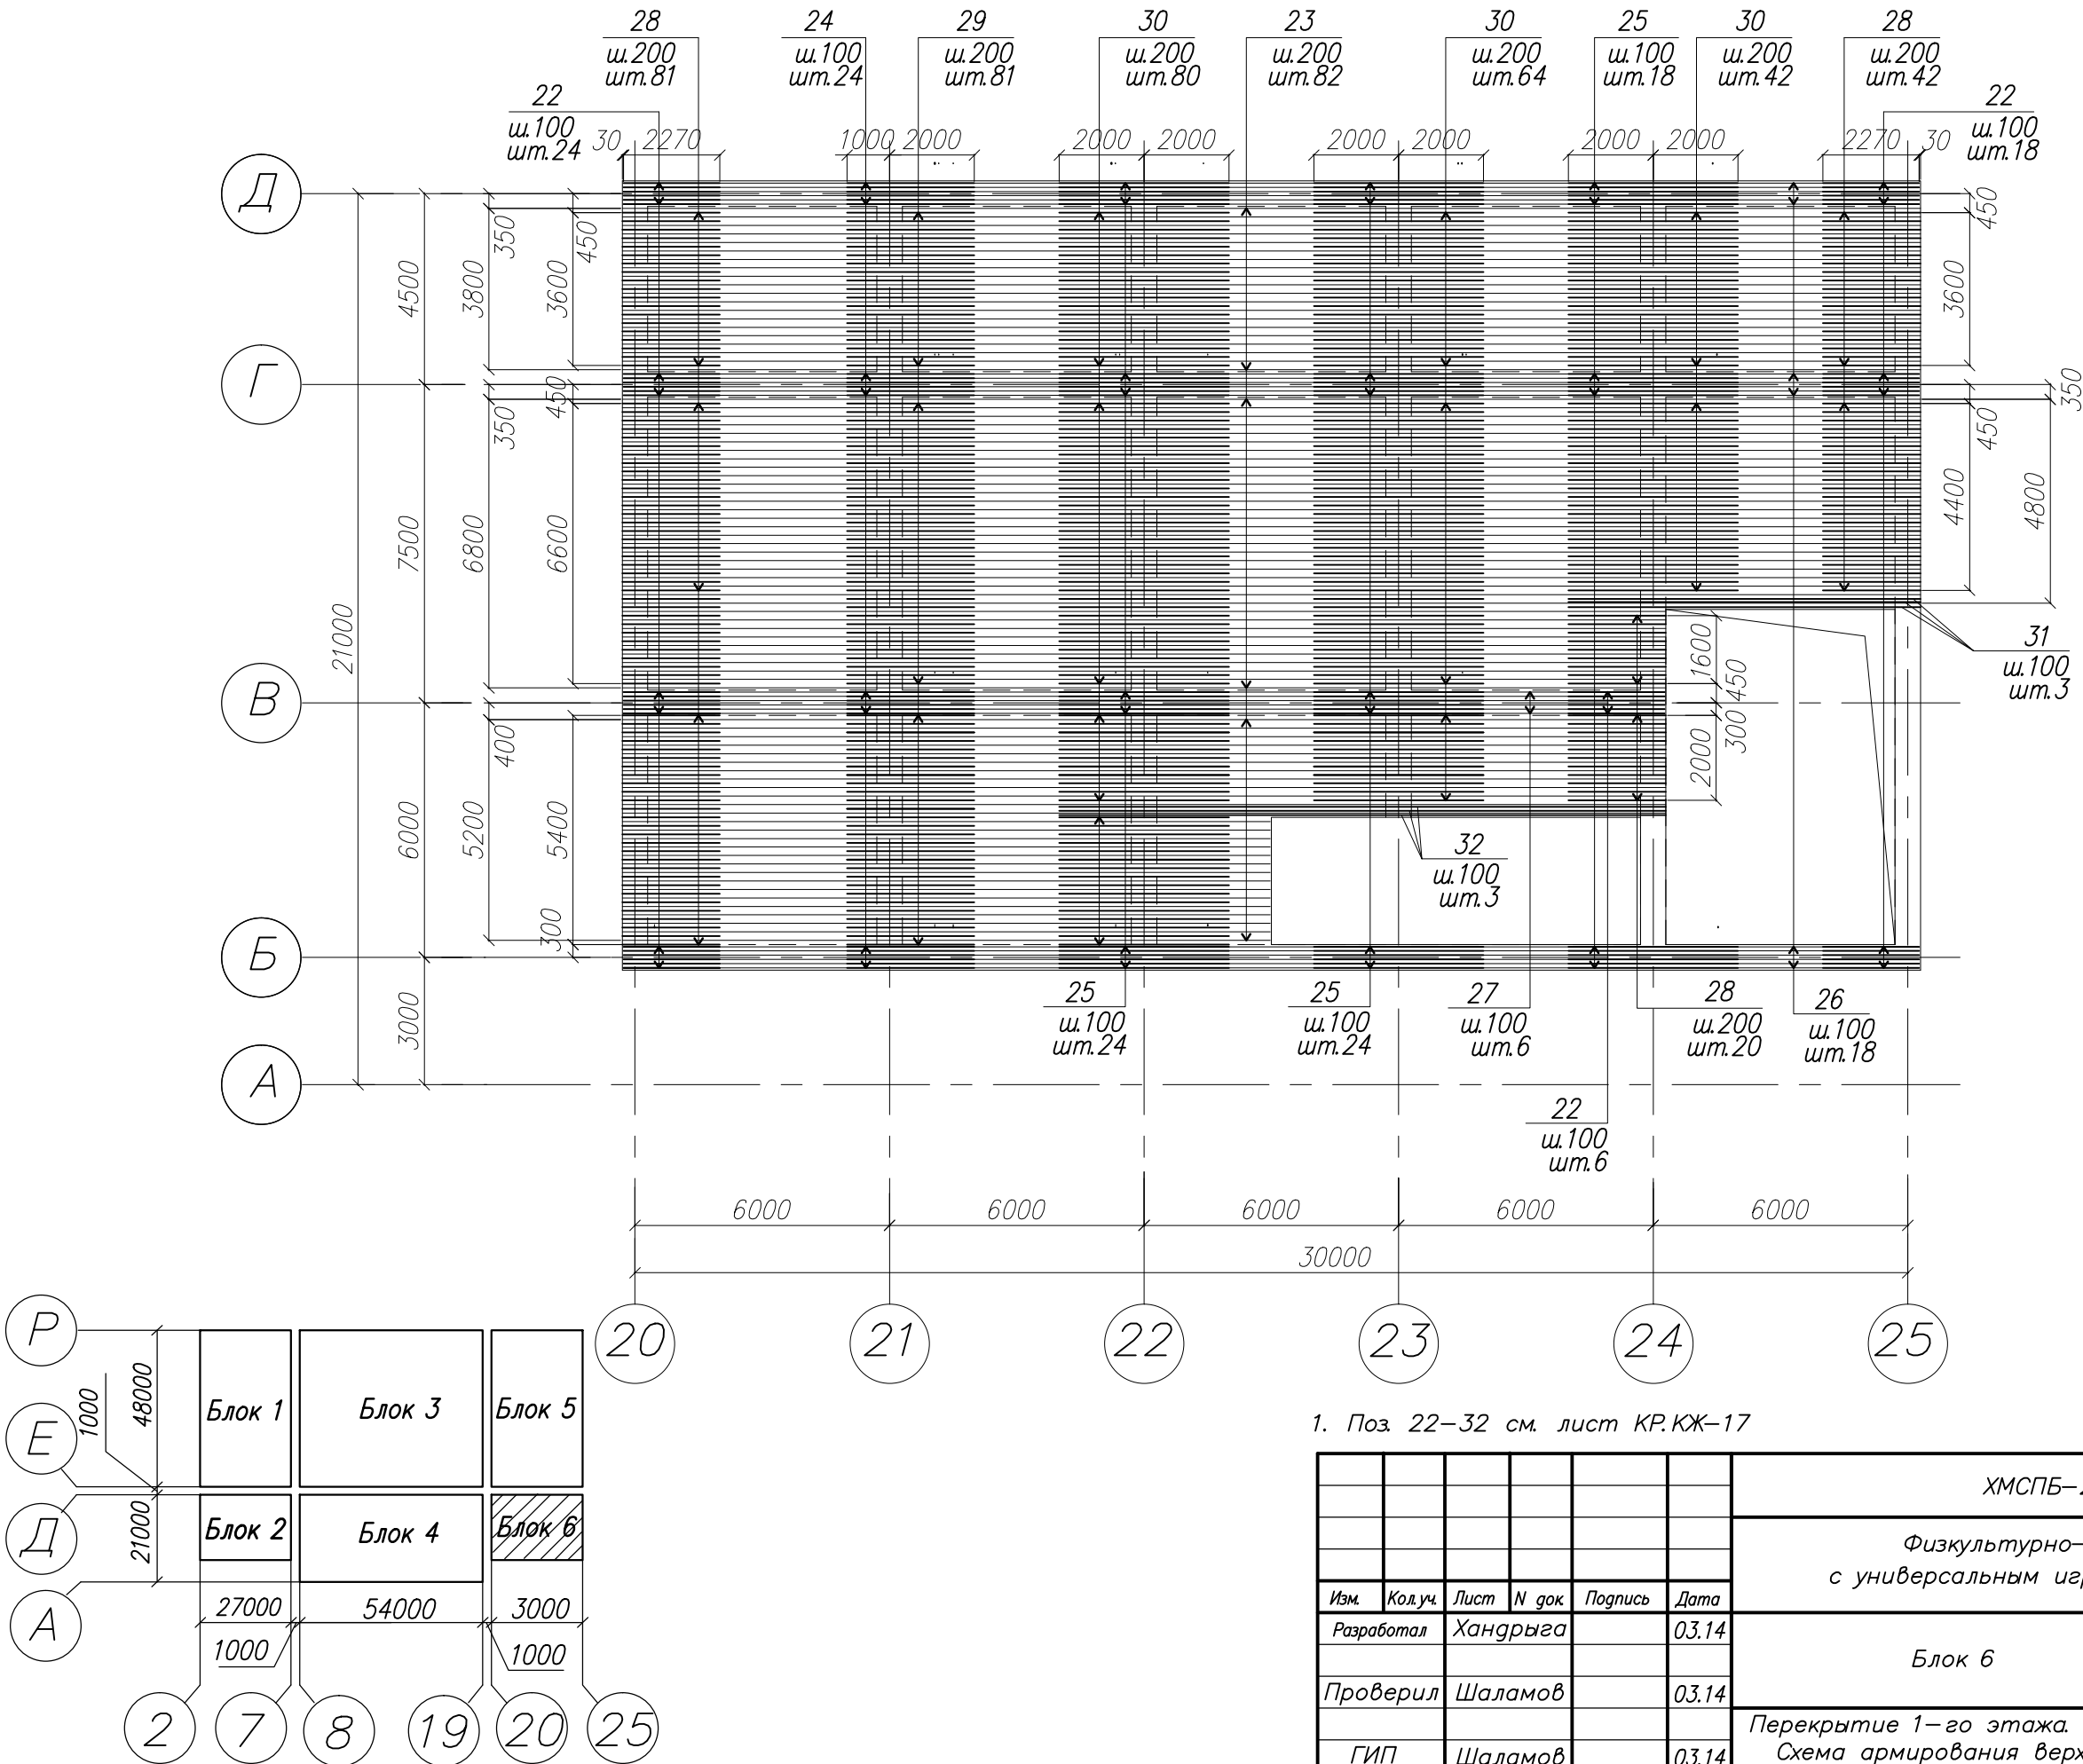 28
ш.200
шт.81
24
ш.100
шт.24
29
ш.200
шт.81
30
ш.200
шт.80
23
ш.200
шт.82
30
ш.200
шт.64
25
ш.100
шт.18
30
ш.200
шт.42
28
ш.200
шт.42
22
ш.100
шт.24
22
ш.100
шт.18
30 2270 1000 2000 2000 2000 2000 2000 2000 2000 2270 30
Д
Г
В
Б
А
21000
4500
7500
6000
3000
350
3800
350
6800
400
5200
450
3600
450
6600
5400
300
450
3600
350
450
4400
4800
1600
450
300
2000
31
ш.100
шт.3
32
ш.100
шт.3
25
ш.100
шт.24
25
ш.100
шт.24
27
ш.100
шт.6
28
ш.200
шт.20
26
ш.100
шт.18
22
ш.100
шт.6
6000 6000 6000 6000 6000
30000
20 21 22 23 24 25
Р
Е
Д
А
1000
48000
21000
Блок 1 Блок 3 Блок 5
Блок 2 Блок 4 Блок 6
27000 54000 3000
1000 1000
2 7 8 19 20 25
1. Поз. 22-32 см. лист КР.КЖ-17
ХМСПБ-
Физкультурно-
с универсальным игр
Изм. Кол.уч. Лист N док. Подпись Дата
Разработал Хандрыга 03.14
Блок 6
Проверил Шаламов 03.14
Перекрытие 1-го этажа.
Схема армирования верх
ГИП Шаламов 03.14